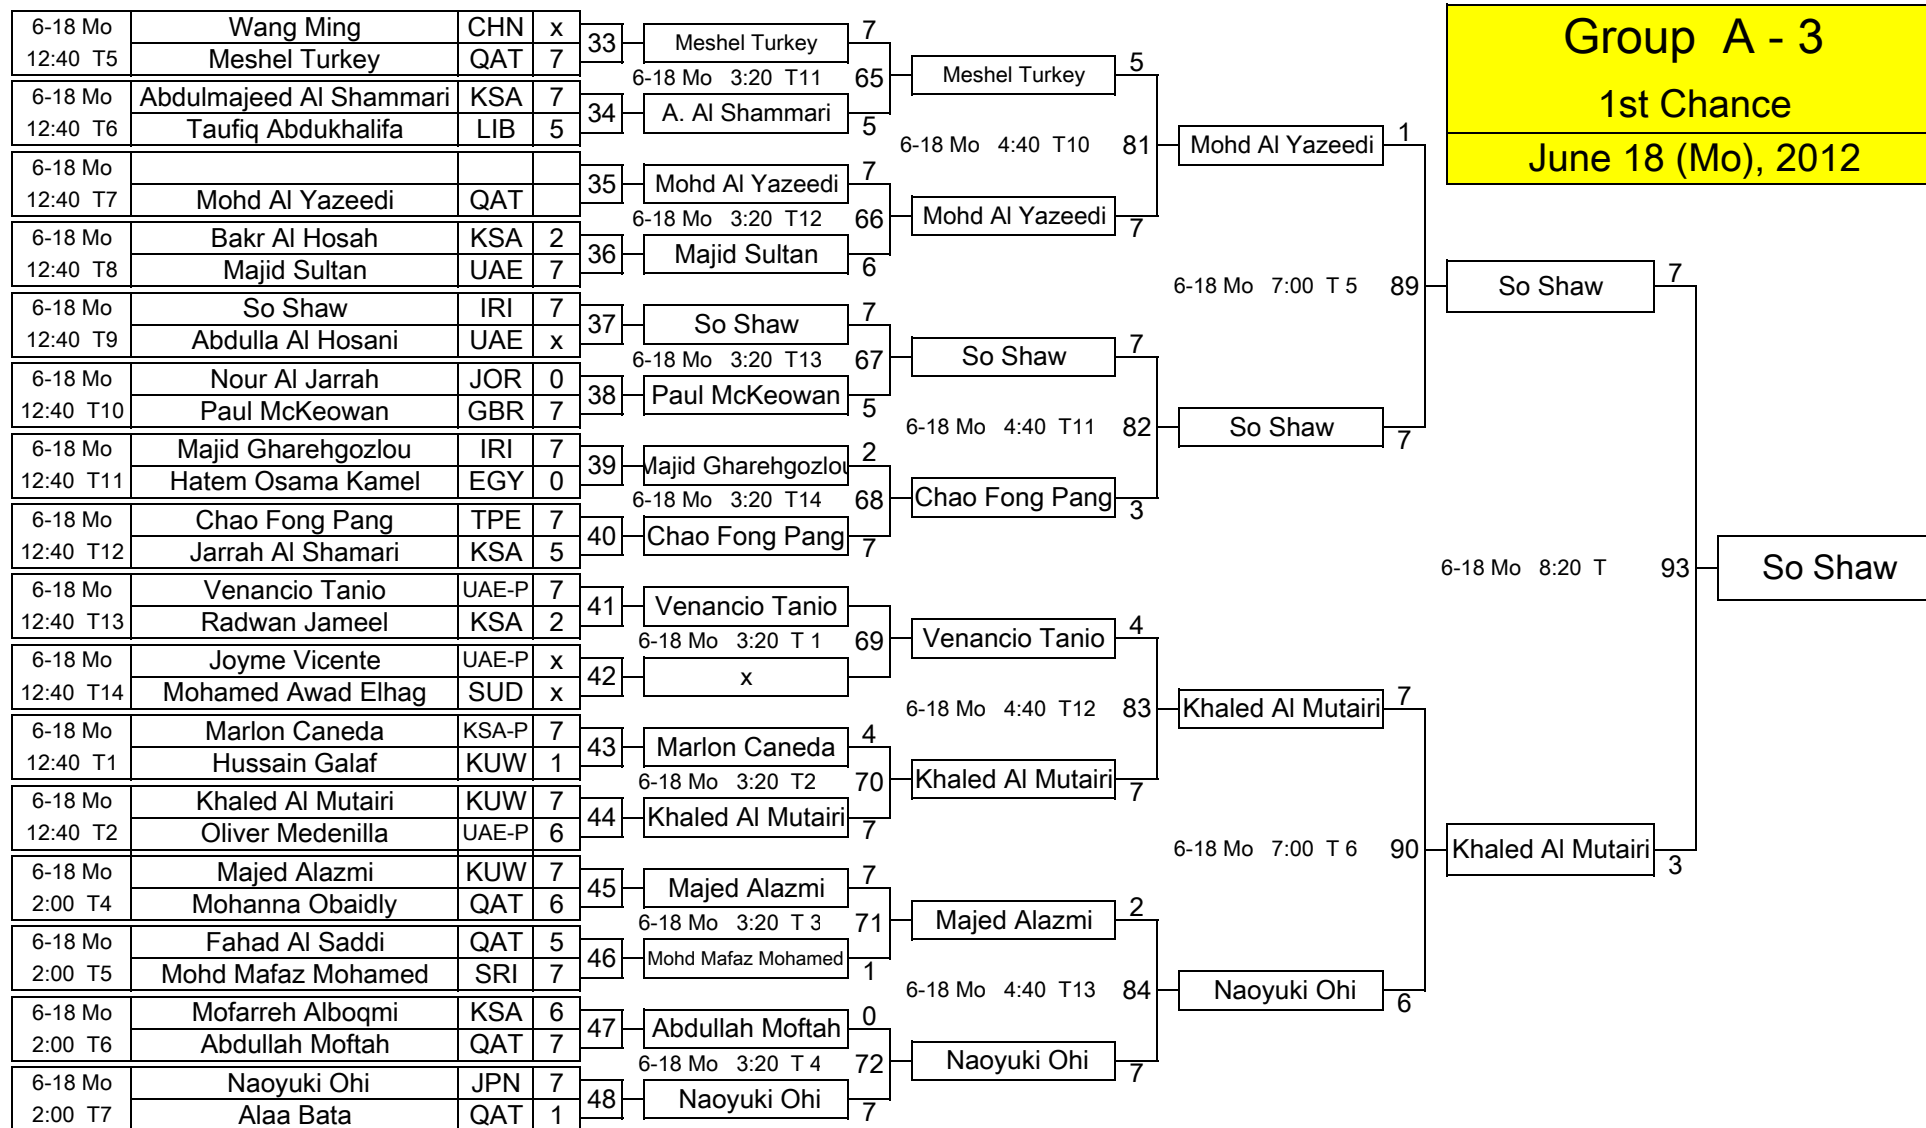 Group A - 3
1st Chance
June 18 (Mo), 2012
6-18 Mo Wang Ming CHN x
12:40 T5 Meshel Turkey QAT 7
33
6-18 Mo Abdulmajeed Al Shammari KSA 7
12:40 T6 Taufiq Abdukhalifa LIB 5
34
6-18 Mo
12:40 T7 Mohd Al Yazeedi QAT
35
6-18 Mo Bakr Al Hosah KSA 2
12:40 T8 Majid Sultan UAE 7
36
6-18 Mo So Shaw IRI 7
12:40 T9 Abdulla Al Hosani UAE x
37
6-18 Mo Nour Al Jarrah JOR 0
12:40 T10 Paul McKeowan GBR 7
38
6-18 Mo Majid Gharehgozlou IRI 7
12:40 T11 Hatem Osama Kamel EGY 0
39
6-18 Mo Chao Fong Pang TPE 7
12:40 T12 Jarrah Al Shamari KSA 5
40
6-18 Mo Venancio Tanio UAE-P 7
12:40 T13 Radwan Jameel KSA 2
41
6-18 Mo Joyme Vicente UAE-P x
12:40 T14 Mohamed Awad Elhag SUD x
42
6-18 Mo Marlon Caneda KSA-P 7
12:40 T1 Hussain Galaf KUW 1
43
6-18 Mo Khaled Al Mutairi KUW 7
12:40 T2 Oliver Medenilla UAE-P 6
44
6-18 Mo Majed Alazmi KUW 7
2:00 T4 Mohanna Obaidly QAT 6
45
6-18 Mo Fahad Al Saddi QAT 5
2:00 T5 Mohd Mafaz Mohamed SRI 7
46
6-18 Mo Mofarreh Alboqmi KSA 6
2:00 T6 Abdullah Moftah QAT 7
47
6-18 Mo Naoyuki Ohi JPN 7
2:00 T7 Alaa Bata QAT 1
48
Meshel Turkey 7
6-18 Mo 3:20 T11 65
A. Al Shammari 5
Mohd Al Yazeedi 7
6-18 Mo 3:20 T12 66
Majid Sultan 6
So Shaw 7
6-18 Mo 3:20 T13 67
Paul McKeowan 5
Majid Gharehgozlou 2
6-18 Mo 3:20 T14 68
Chao Fong Pang 7
Venancio Tanio
6-18 Mo 3:20 T 1 69
x
Marlon Caneda 4
6-18 Mo 3:20 T2 70
Khaled Al Mutairi 7
Majed Alazmi 7
6-18 Mo 3:20 T 3 71
Mohd Mafaz Mohamed 1
Abdullah Moftah 0
6-18 Mo 3:20 T 4 72
Naoyuki Ohi 7
Meshel Turkey 5
6-18 Mo 4:40 T10 81
Mohd Al Yazeedi 7
So Shaw 7
6-18 Mo 4:40 T11 82
Chao Fong Pang 3
Venancio Tanio 4
6-18 Mo 4:40 T12 83
Khaled Al Mutairi 7
Majed Alazmi 2
6-18 Mo 4:40 T13 84
Naoyuki Ohi 7
Mohd Al Yazeedi 1
6-18 Mo 7:00 T 5 89
So Shaw 7
Khaled Al Mutairi 7
6-18 Mo 7:00 T 6 90
Naoyuki Ohi 6
So Shaw 7
6-18 Mo 8:20 T 93
Khaled Al Mutairi 3
So Shaw